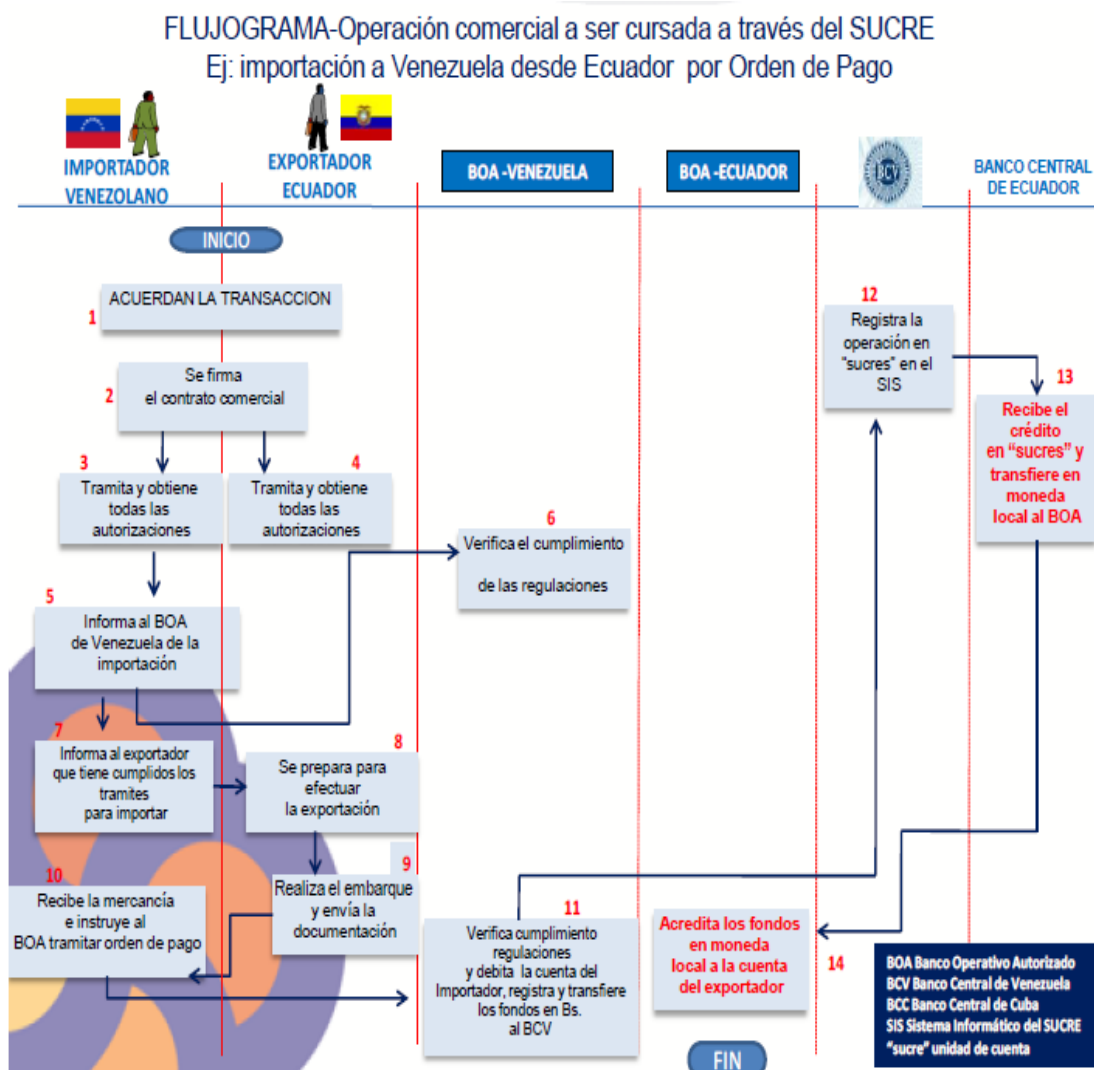 FLUJOGRAMA-Operación comercial a ser cursada a través del SUCRE
Ej: importación a Venezuela desde Ecuador por Orden de Pago
IMPORTADOR
VENEZOLANO
EXPORTADOR
ECUADOR
BOA -VENEZUELA
BOA -ECUADOR
BCV
BANCO CENTRAL
DE ECUADOR
INICIO
1
ACUERDAN LA TRANSACCION
2
Se firma
el contrato comercial
3
Tramita y obtiene
todas las
autorizaciones
4
Tramita y obtiene
todas las
autorizaciones
5
Informa al BOA
de Venezuela de la
importación
6
Verifica el cumplimiento
de las regulaciones
7
Informa al exportador
que tiene cumplidos los
tramites
para importar
8
Se prepara para
efectuar
la exportación
9
Realiza el embarque
y envía la
documentación
10
Recibe la mercancía
e instruye al
BOA tramitar orden de pago
11
Verifica cumplimiento
regulaciones
y debita la cuenta del
Importador, registra y transfiere
los fondos en Bs.
al BCV
12
Registra la
operación en
"sucres" en el
SIS
13
Recibe el
crédito
en "sucres" y
transfiere en
moneda
local al BOA
14
Acredita los fondos
en moneda
local a la cuenta
del exportador
FIN
BOA Banco Operativo Autorizado
BCV Banco Central de Venezuela
BCC Banco Central de Cuba
SIS Sistema Informático del SUCRE
"sucre" unidad de cuenta